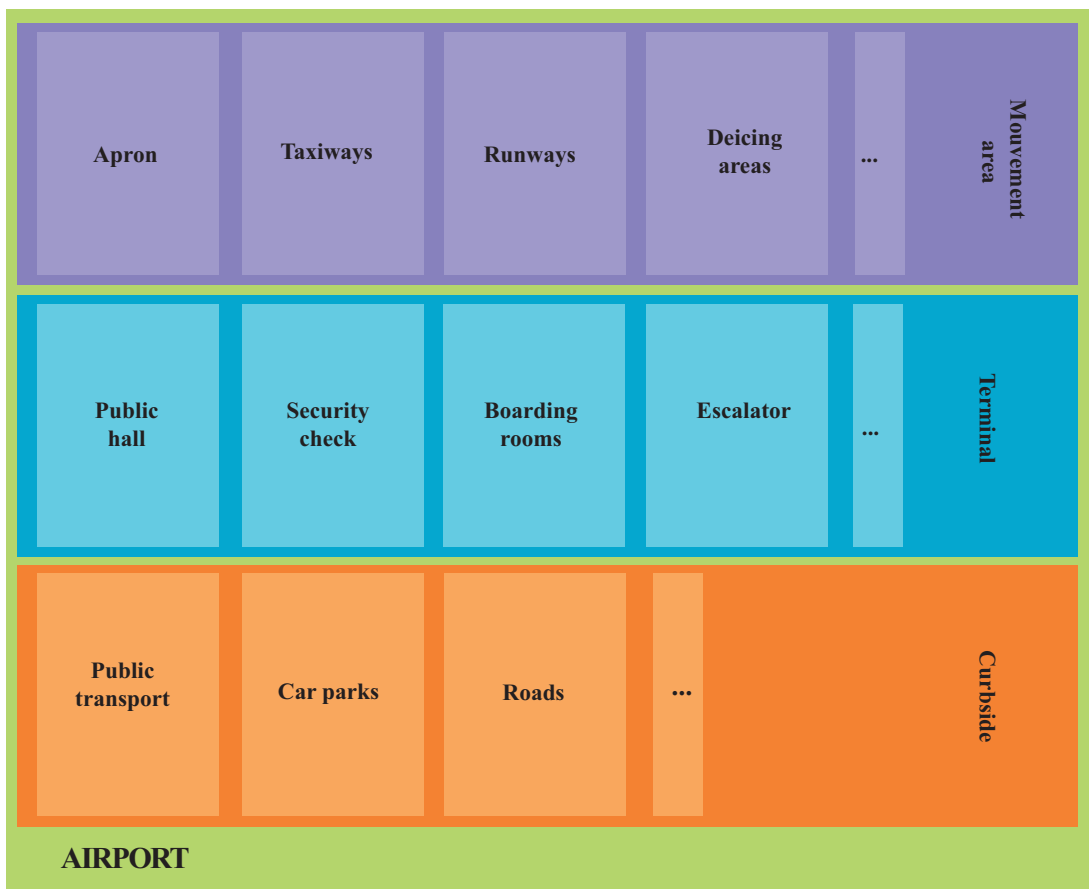 Apron
Taxiways
Runways
Deicing
areas
...
Mouvement
area
Public
hall
Security
check
Boarding
rooms
Escalator
...
Terminal
Public
transport
Car parks
Roads
...
Curbside
AIRPORT